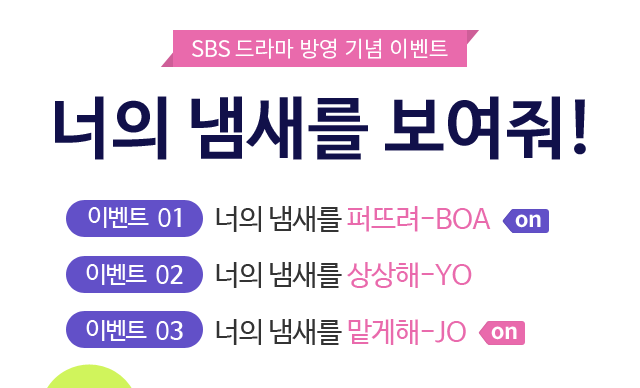 SBS 드라마 방영 기념 이벤트
너의 냄새를 보여줘!
이벤트 01 너의 냄새를 퍼뜨려-BOA on
이벤트 02 너의 냄새를 상상해-YO
이벤트 03 너의 냄새를 맡게해-JO on